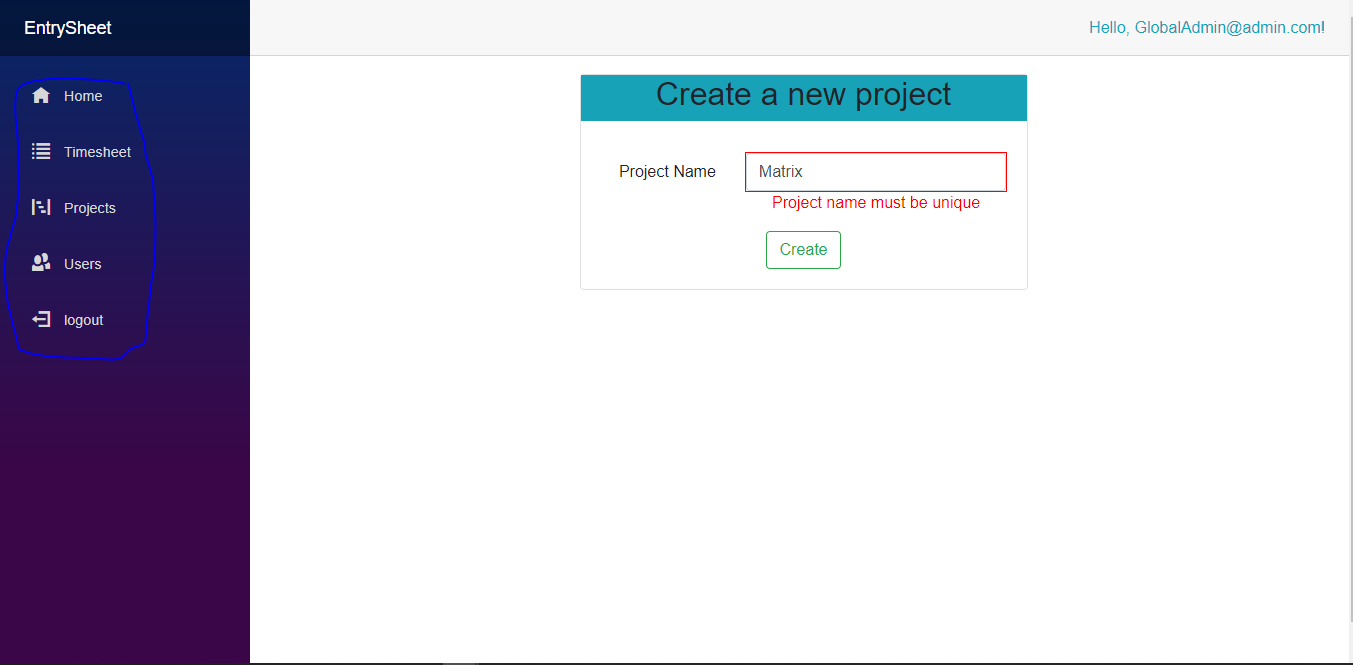 EntrySheet
Hello, GlobalAdmin@admin.com!
Home
Timesheet
Projects
Users
logout
Create a new project
Project Name
Matrix
Project name must be unique
Create